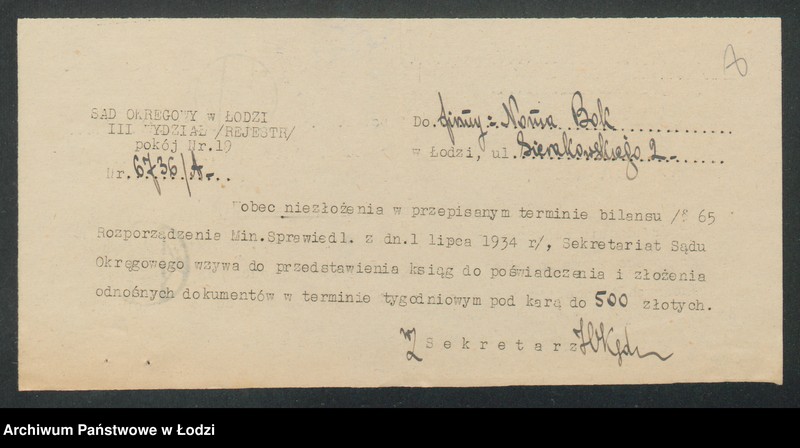 SĄD OKRĘGOWY w ŁODZI
III WYDZIAŁ /REJESTR/
pokój Nr.19
Nr. 6736/A.
Do firmy: Noma Bok
w Łodzi, ul. Sierakowskiego 2
Wobec niezłożenia w przepisanym terminie bilansu /§ 65
Rozporządzenia Min.Sprawiedl. z dn.1 lipca 1934 r/, Sekretariat Sądu
Okręgowego wzywa do przedstawienia ksiąg do poświadczenia i złożenia
odnośnych dokumentów w terminie tygodniowym pod karą do 500 złotych.
Sekretarz
Archiwum Państwowe w Łodzi